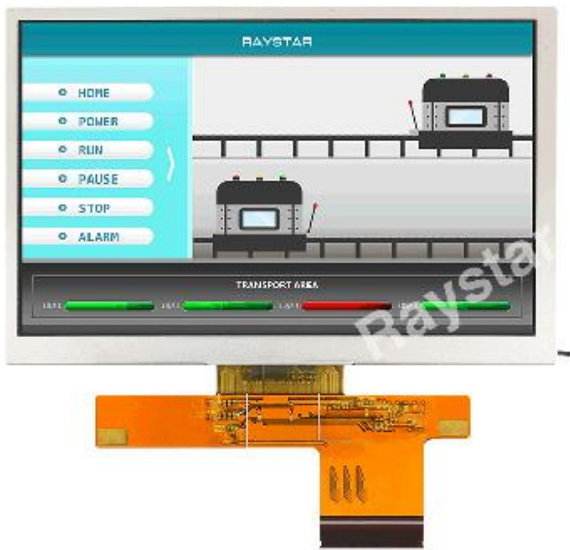 RAYSTAR
HOME
POWER
RUN
PAUSE
STOP
ALARM
TRANSPORT AREA
Raystar